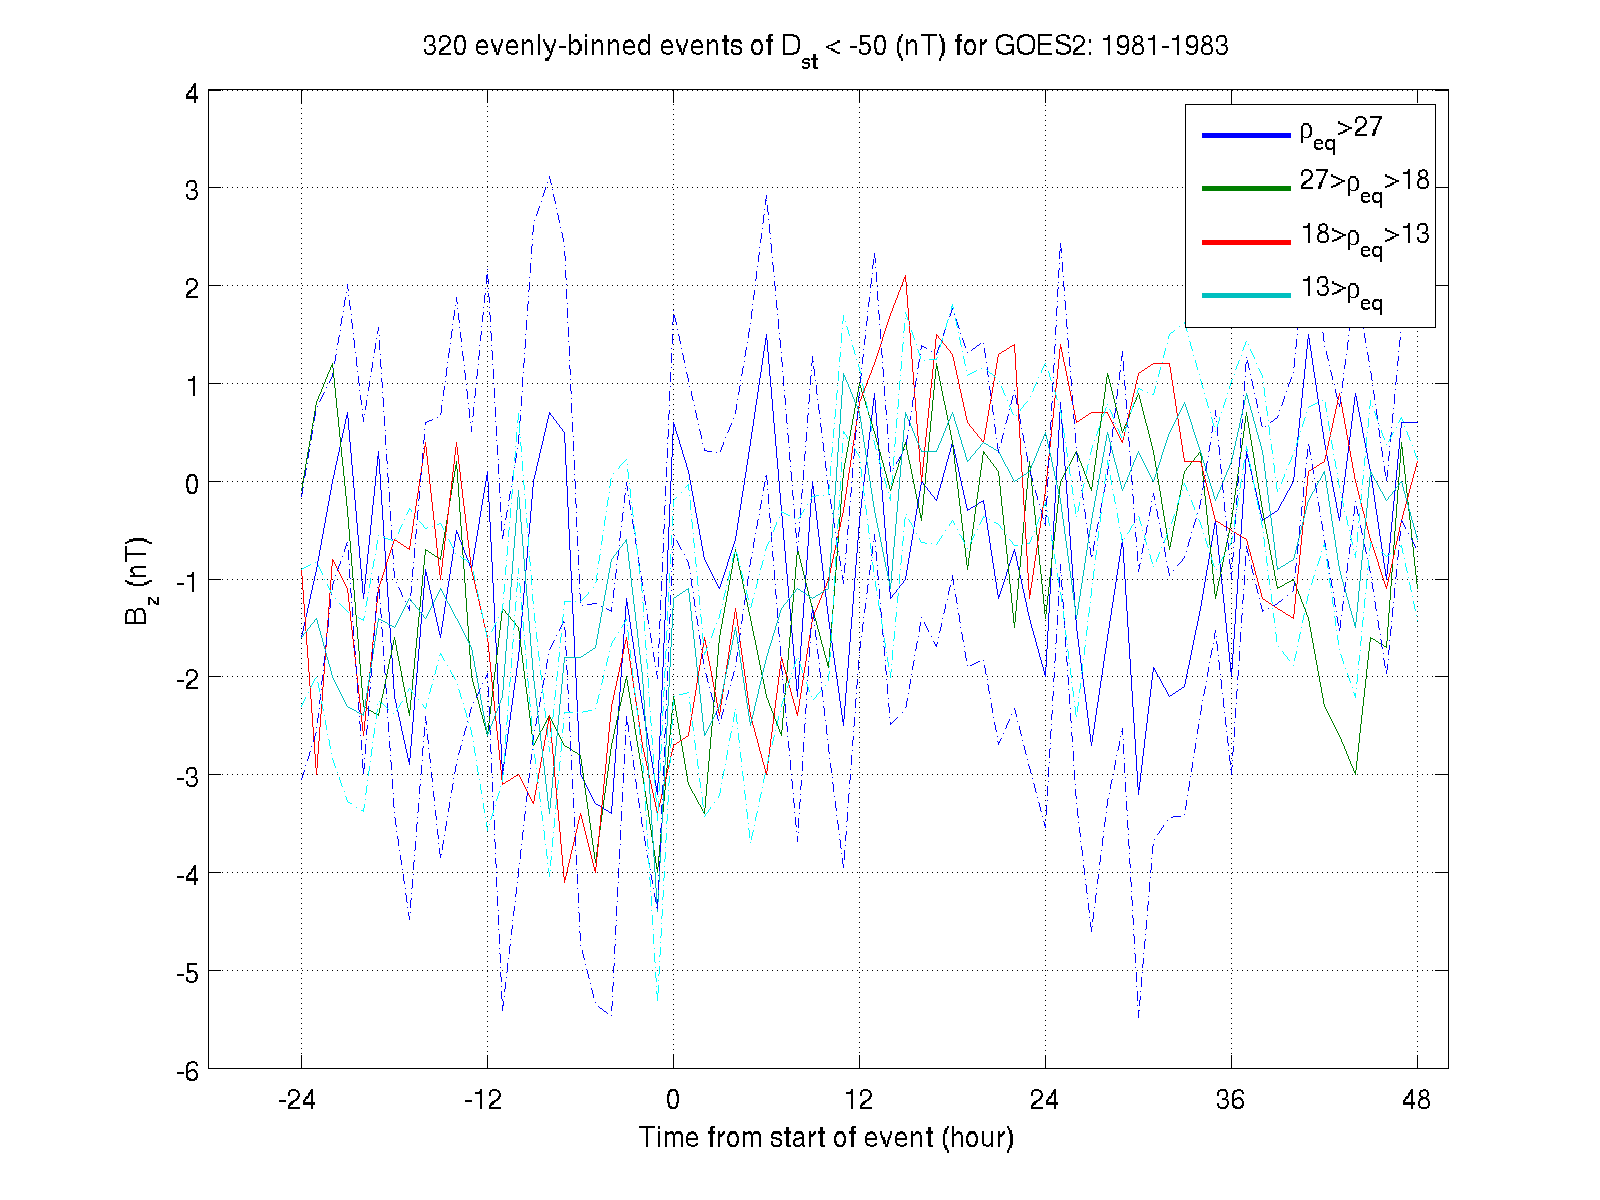 320 evenly-binned events of D_st < -50 (nT) for GOES2: 1981-1983
4
3
2
1
0
-1
-2
-3
-4
-5
-6
B_z (nT)
ρ_eq>27
27>ρ_eq>18
18>ρ_eq>13
13>ρ_eq
-24 -12 0 12 24 36 48
Time from start of event (hour)